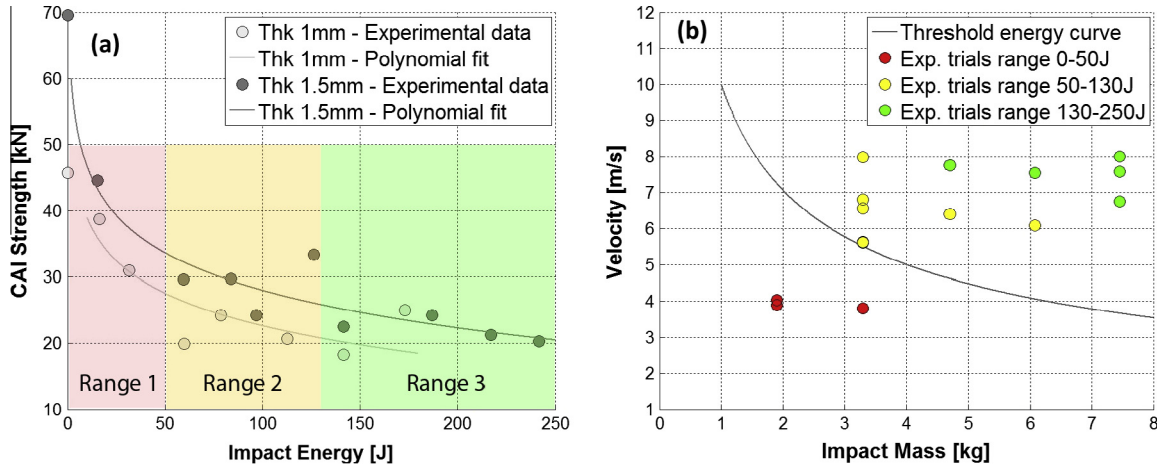 (a)
Thk 1mm - Experimental data
Thk 1mm - Polynomial fit
Thk 1.5mm - Experimental data
Thk 1.5mm - Polynomial fit
CAI Strength [kN]
70
60
50
40
30
20
10
Range 1
Range 2
Range 3
0
50
100
150
200
250
Impact Energy [J]
(b)
Threshold energy curve
Exp. trials range 0-50J
Exp. trials range 50-130J
Exp. trials range 130-250J
Velocity [m/s]
12
11
10
9
8
7
6
5
4
3
2
1
0
1
2
3
4
5
6
7
8
Impact Mass [kg]